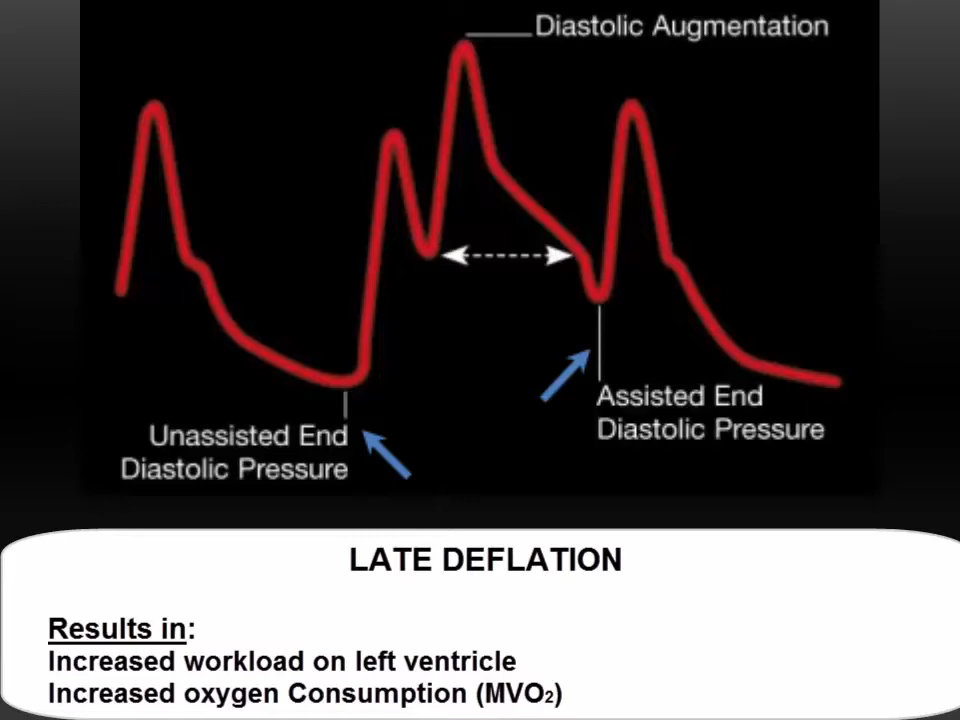 Diastolic Augmentation
Assisted End
Diastolic Pressure
Unassisted End
Diastolic Pressure
LATE DEFLATION
Results in:
Increased workload on left ventricle
Increased oxygen Consumption (MVO₂)